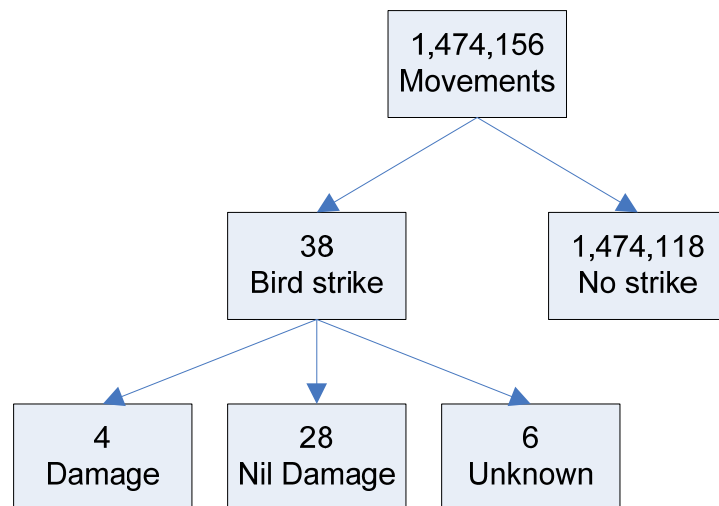 1,474,156
Movements
38
Bird strike
1,474,118
No strike
4
Damage
28
Nil Damage
6
Unknown